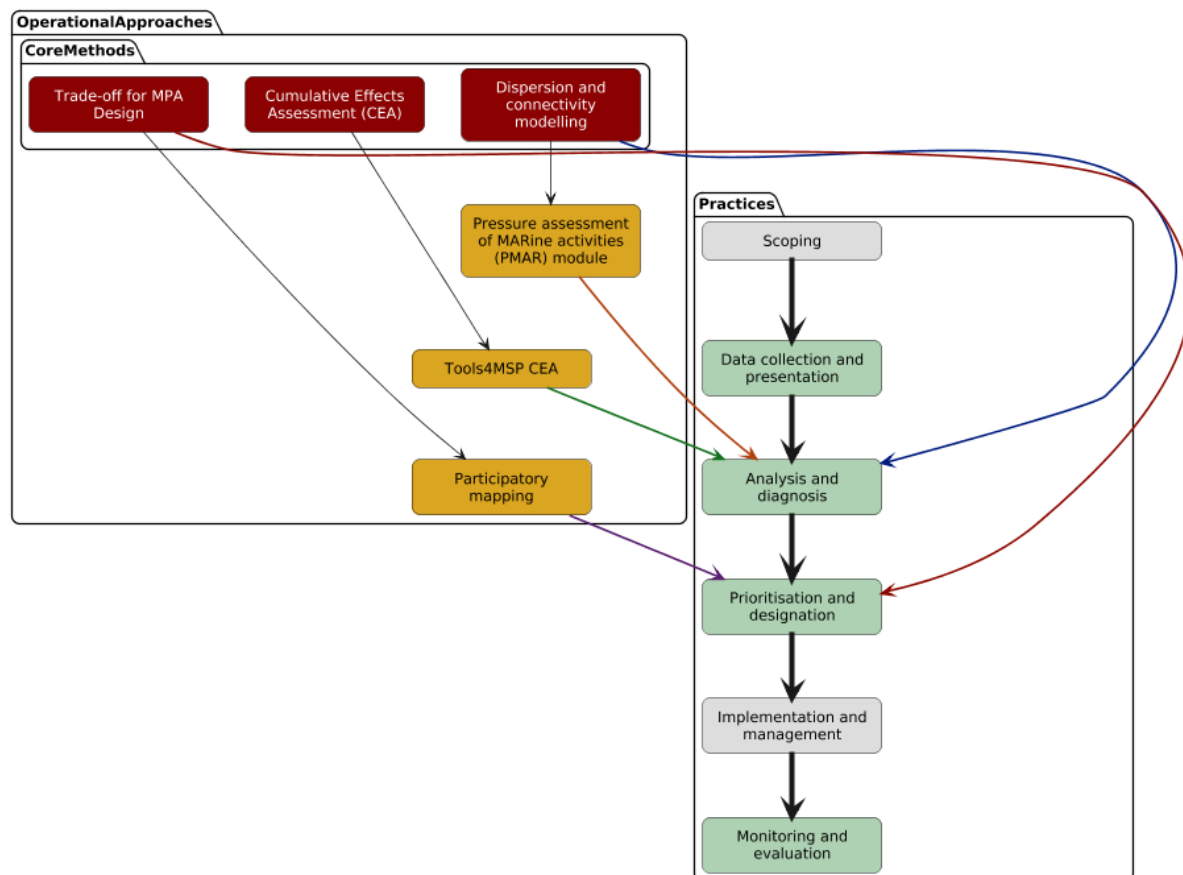 OperationalApproaches
CoreMethods
Trade-off for MPA
Design
Cumulative Effects
Assessment (CEA)
Dispersion and
connectivity
modelling
Pressure assessment
of MARine activities
(PMAR) module
Tools4MSP CEA
Participatory
mapping
Practices
Scoping
Data collection and
presentation
Analysis and
diagnosis
Prioritisation and
designation
Implementation and
management
Monitoring and
evaluation